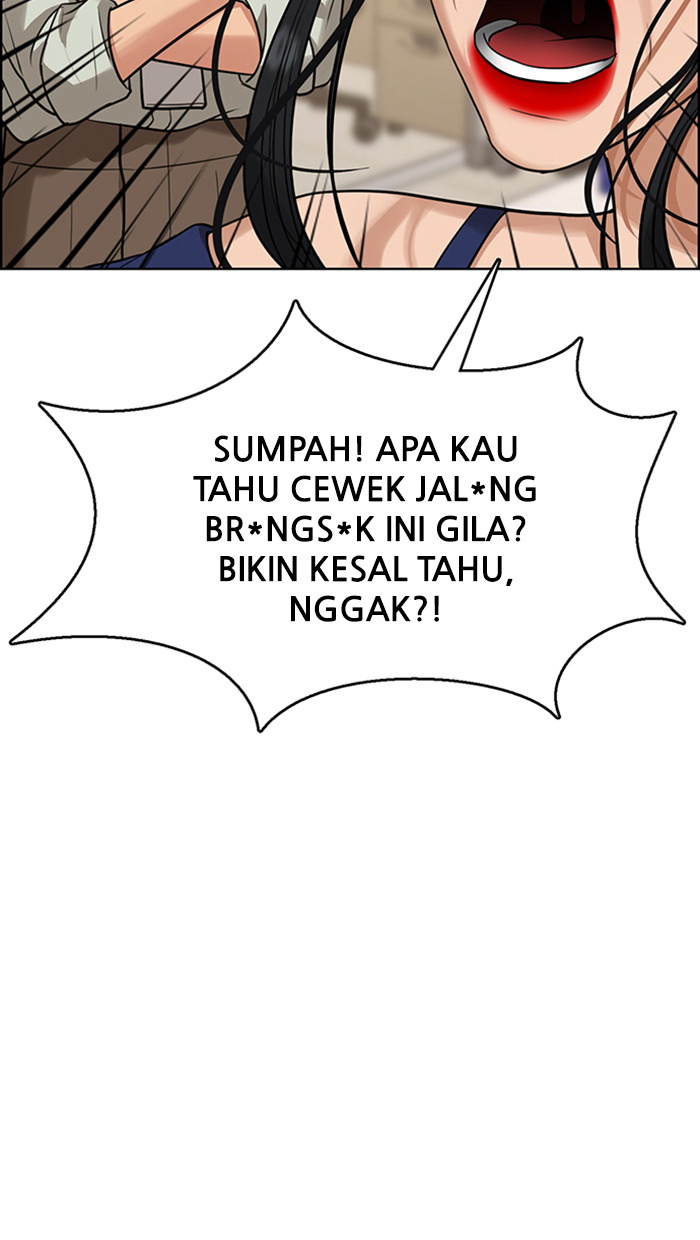 SUMPAH! APA KAU
TAHU CEWEK JAL*NG
BR*NGS*K INI GILA?
BIKIN KESAL TAHU,
NGGAK?!